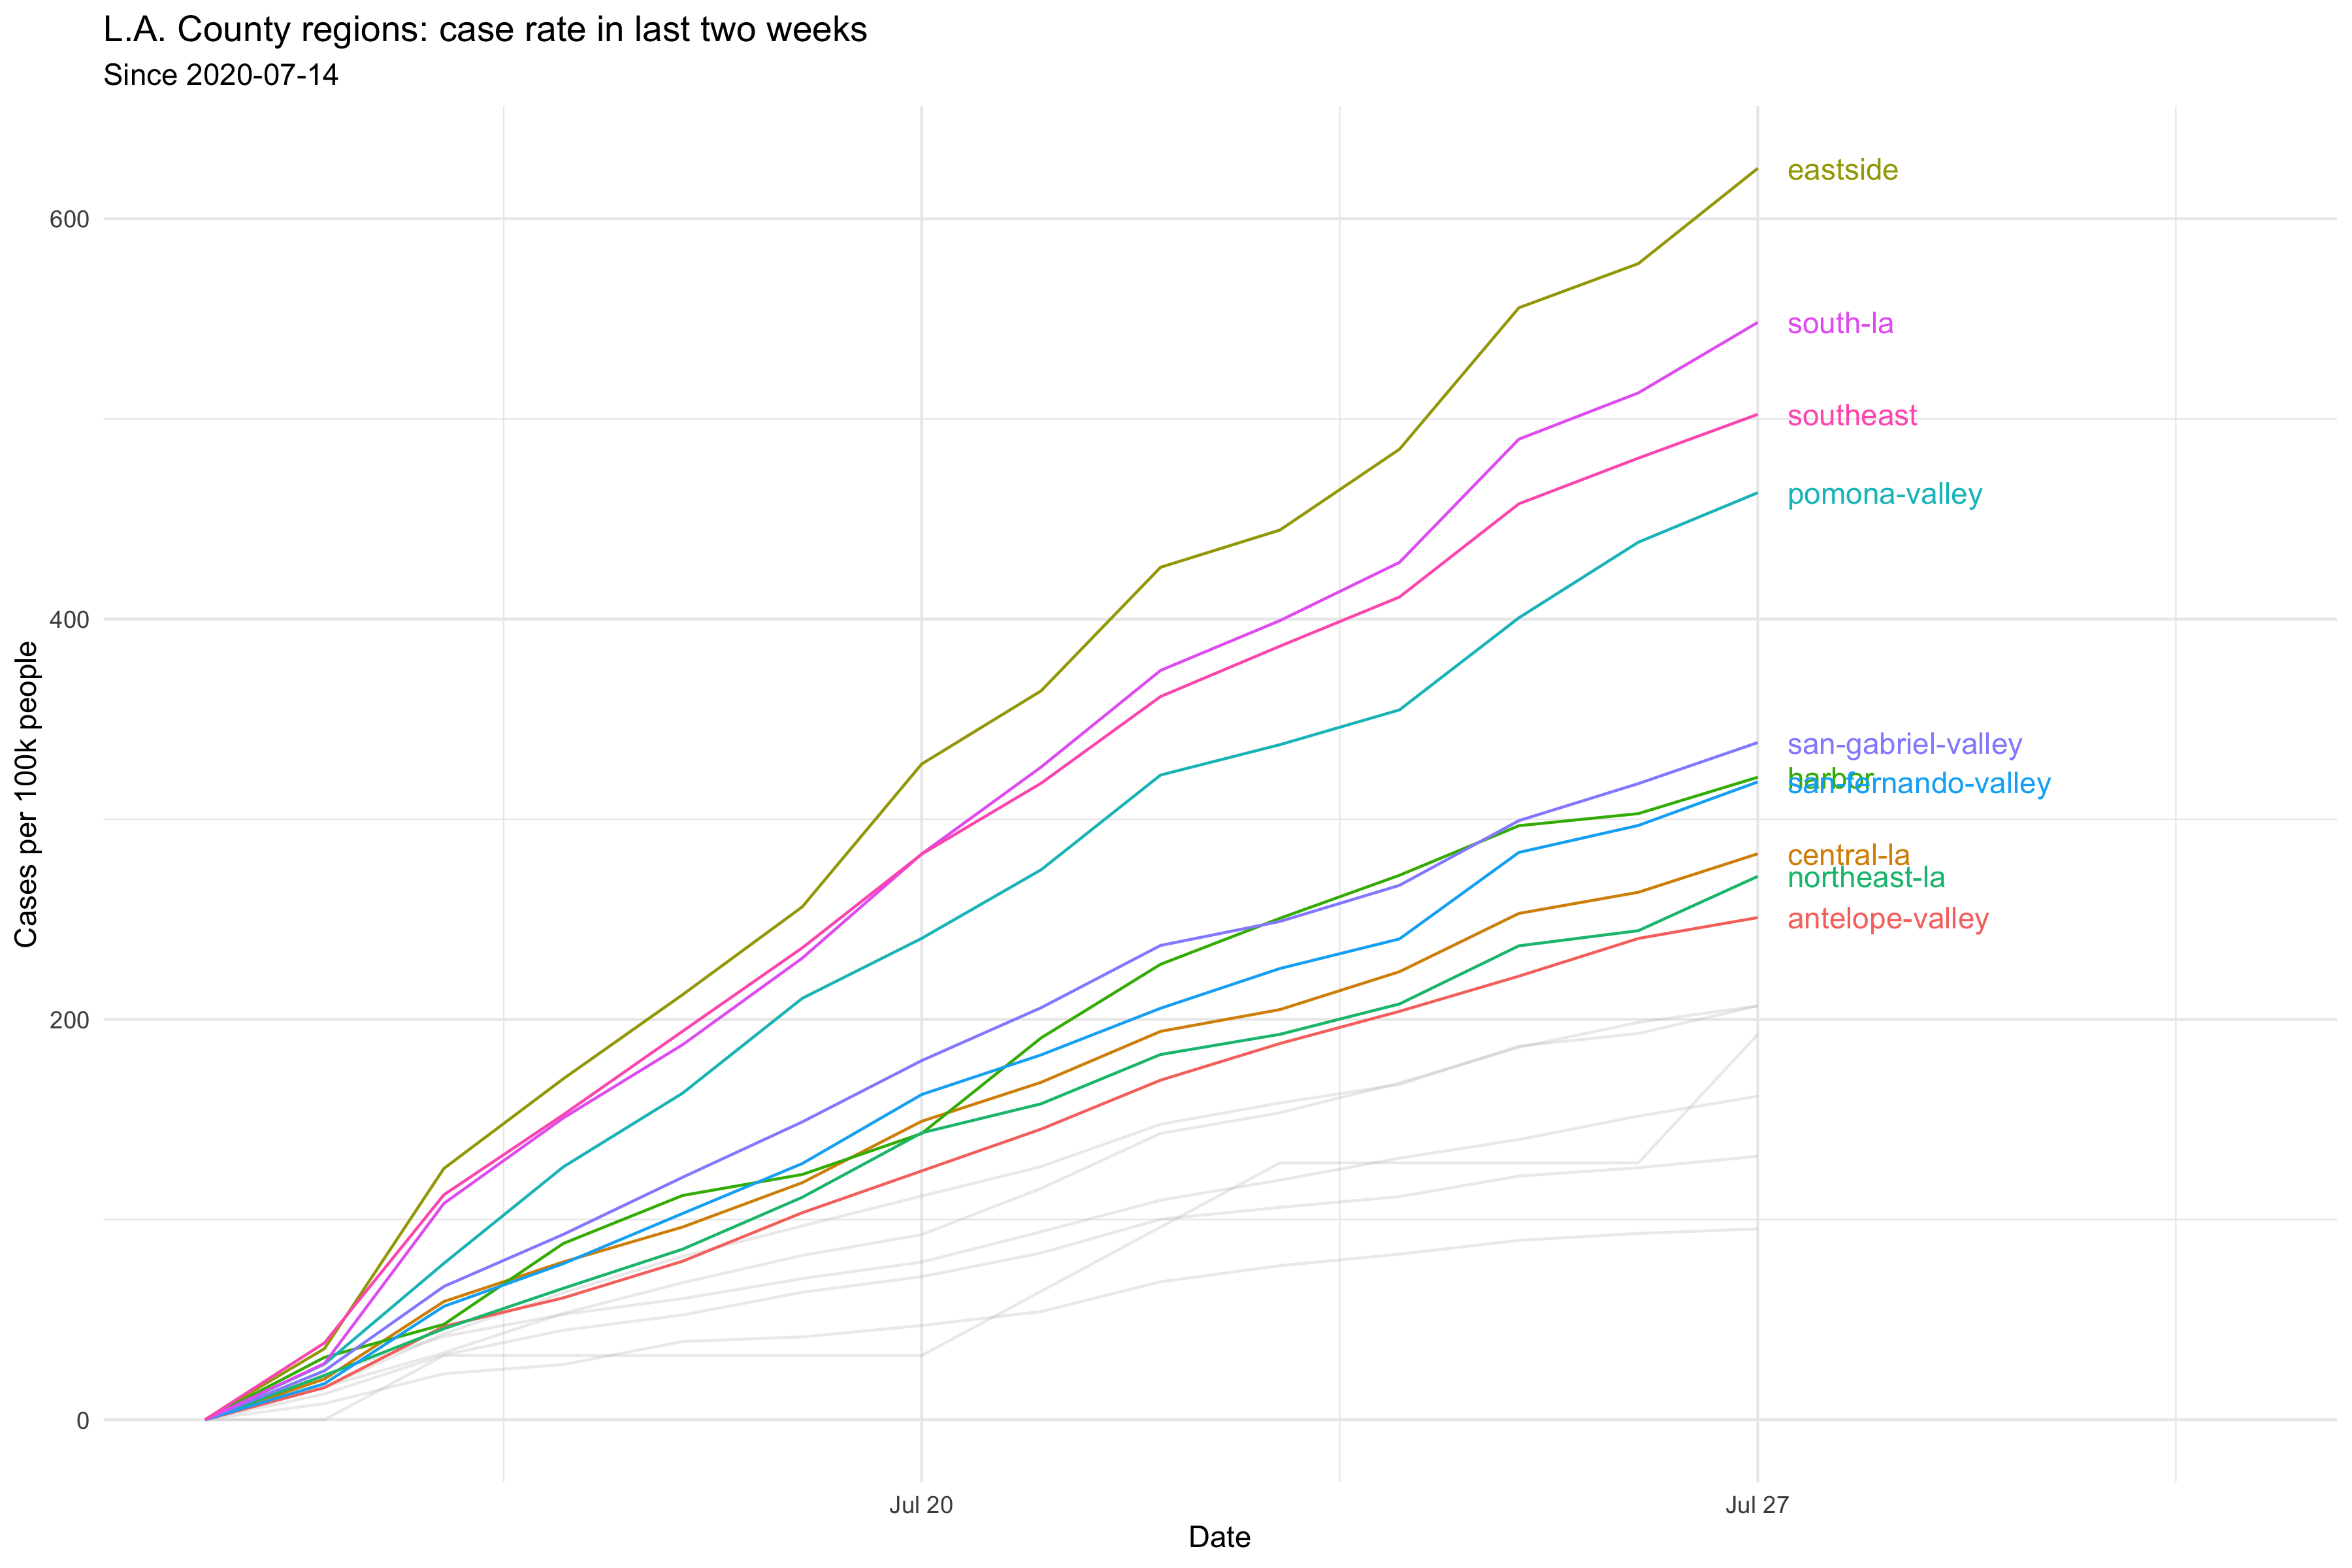 L.A. County regions: case rate in last two weeks
Since 2020-07-14
Cases per 100k people
600
400
200
0
eastside
south-la
southeast
pomona-valley
san-gabriel-valley
harbor
san-fernando-valley
central-la
northeast-la
antelope-valley
Jul 20
Jul 27
Date